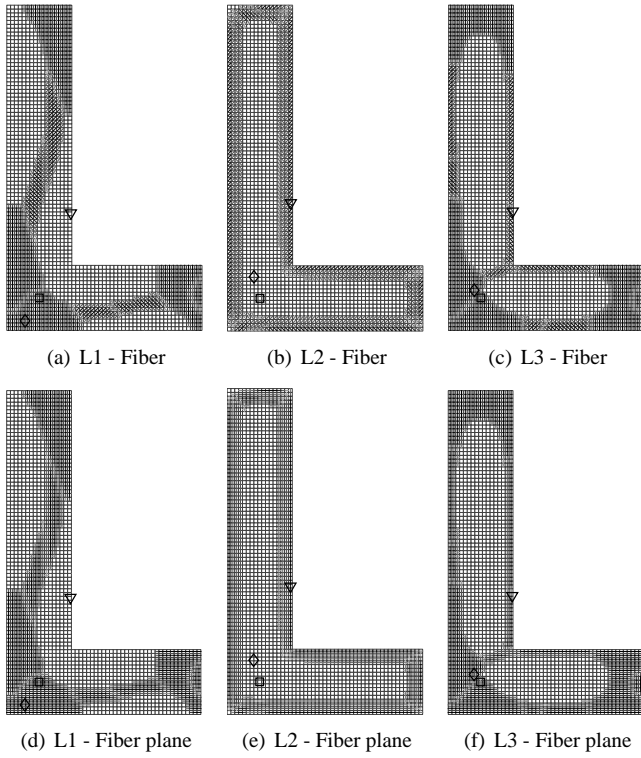 (a) L1 - Fiber
(b) L2 - Fiber
(c) L3 - Fiber
(d) L1 - Fiber plane
(e) L2 - Fiber plane
(f) L3 - Fiber plane